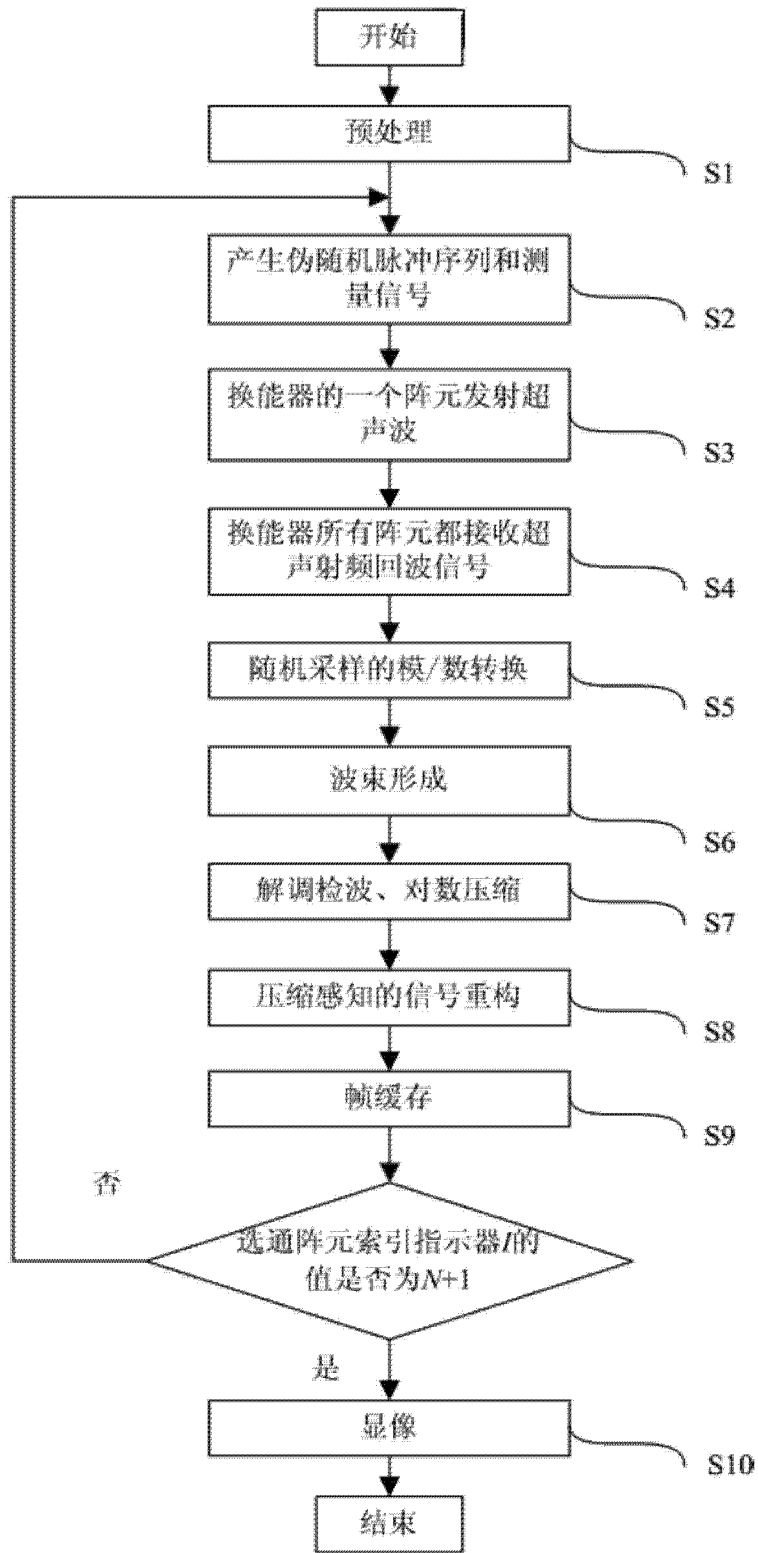 开始
预处理
S1
产生伪随机脉冲序列和测
量信号
S2
换能器的一个阵元发射超
声波
S3
换能器所有阵元都接收超
声射频回波信号
S4
随机采样的模/数转换
S5
波束形成
S6
解调检波、对数压缩
S7
压缩感知的信号重构
S8
帧缓存
S9
否
选通阵元索引指示器I的
值是否为N+1
是
显像
S10
结束